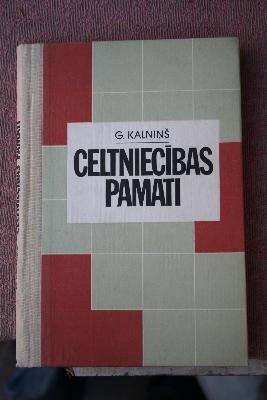 G. KALNIŅŠ
CELTNIECĪBAS
PAMATI
CELTNIECĪBAS PAMATI